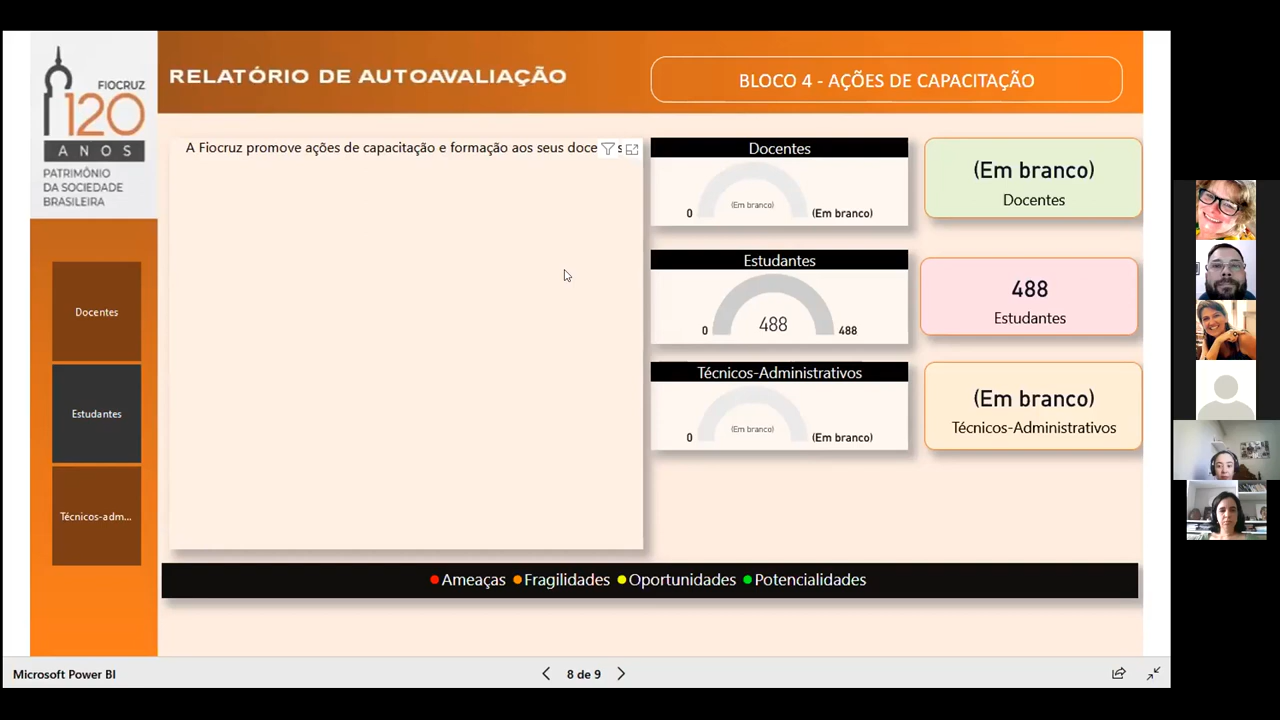 FIOCRUZ
120
ANOS
PATRIMÔNIO
DA SOCIEDADE
BRASILEIRA
RELATÓRIO DE AUTOAVALIAÇÃO
BLOCO 4 - AÇÕES DE CAPACITAÇÃO
Docentes
Estudantes
Técnicos-adm...
A Fiocruz promove ações de capacitação e formação aos seus doce
Docentes
(Em branco)
0
(Em branco)
(Em branco)
Docentes
Estudantes
488
0
488
488
Estudantes
Técnicos-Administrativos
(Em branco)
0
(Em branco)
(Em branco)
Técnicos-Administrativos
Ameaças Fragilidades Oportunidades Potencialidades
Microsoft Power BI
8 de 9